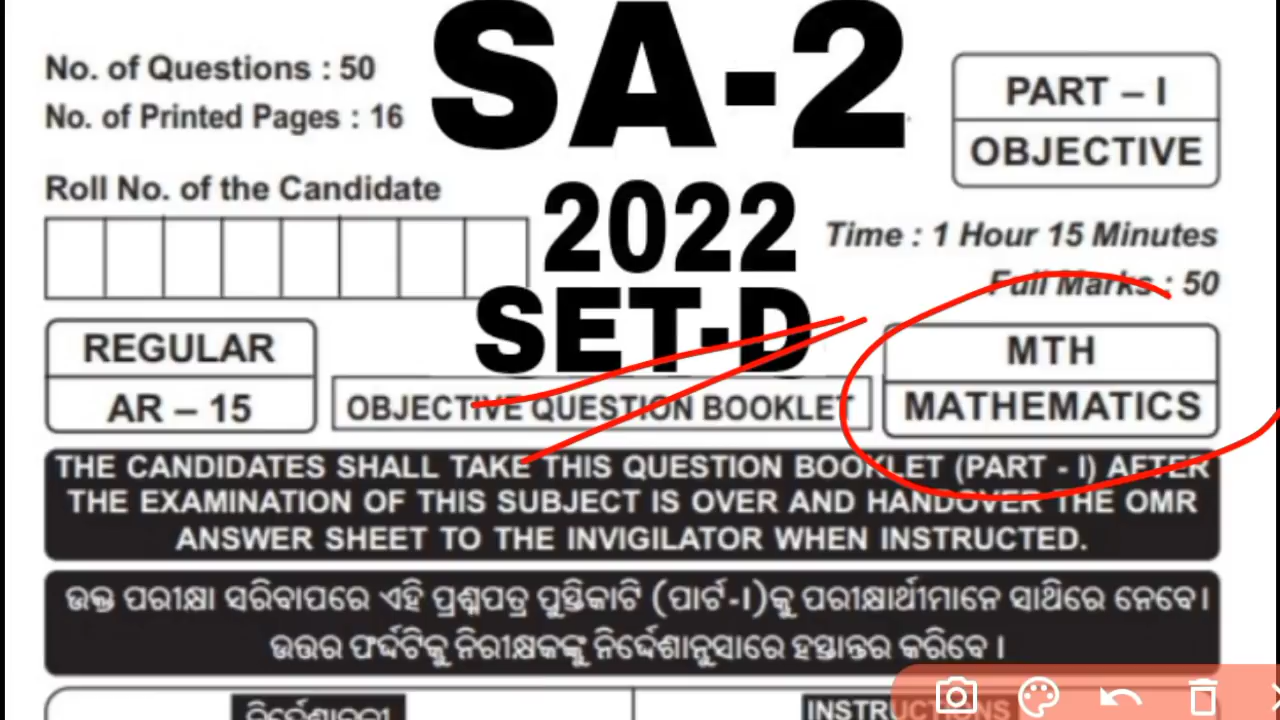 No. of Questions : 50
No. of Printed Pages : 16
SA-2
PART – I
OBJECTIVE
Roll No. of the Candidate
2022
Time : 1 Hour 15 Minutes
Full Marks : 50
SET-D
REGULAR
AR – 15
OBJECTIVE QUESTION BOOKLET
MTH
MATHEMATICS
THE CANDIDATES SHALL TAKE THIS QUESTION BOOKLET (PART - I) AFTER
THE EXAMINATION OF THIS SUBJECT IS OVER AND HANDOVER THE OMR
ANSWER SHEET TO THE INVIGILATOR WHEN INSTRUCTED.
ଉକ୍ତ ପରୀକ୍ଷା ସରିବାପରେ ଏହି ପ୍ରଶ୍ନପତ୍ର ପୁସ୍ତିକାଟି (ପାର୍ଟ-I)କୁ ପରୀକ୍ଷାର୍ଥୀମାନେ ସାଥିରେ ନେବେ।
ଉତ୍ତର ଫର୍ଦ୍ଦଟିକୁ ନିରୀକ୍ଷକଙ୍କୁ ନିର୍ଦ୍ଦେଶାନୁସାରେ ହସ୍ତାନ୍ତର କରିବେ।
INSTRUCTIONS